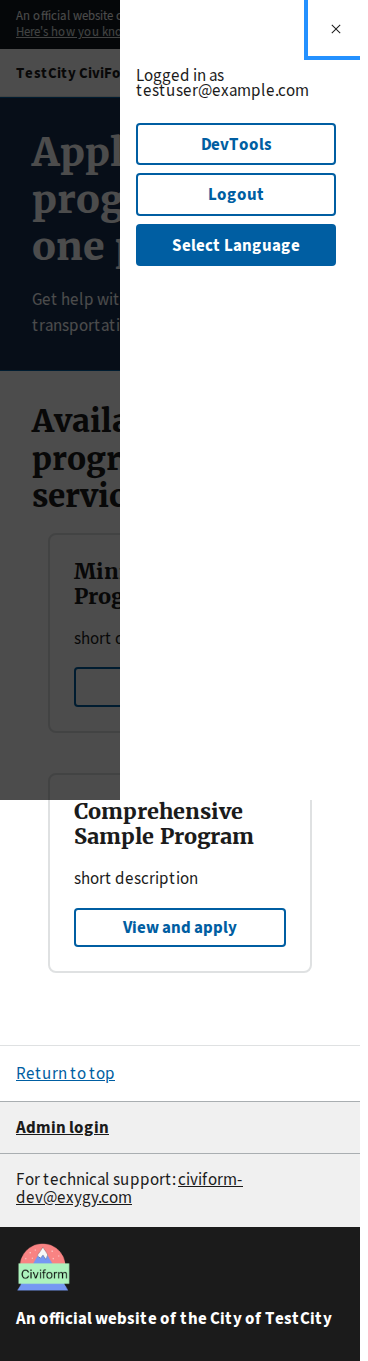 An official website o
Here's how you kno
TestCity CiviFo
Logged in as
testuser@example.com
DevTools
Logout
Select Language
Appl
prog
one p
Get help wit
transportati
Availa
progr
servic
Min
Prog
short d
Comprehensive
Sample Program
short description
View and apply
Return to top
Admin login
For technical support: civiform-
dev@exygy.com
Civiform
An official website of the City of TestCity